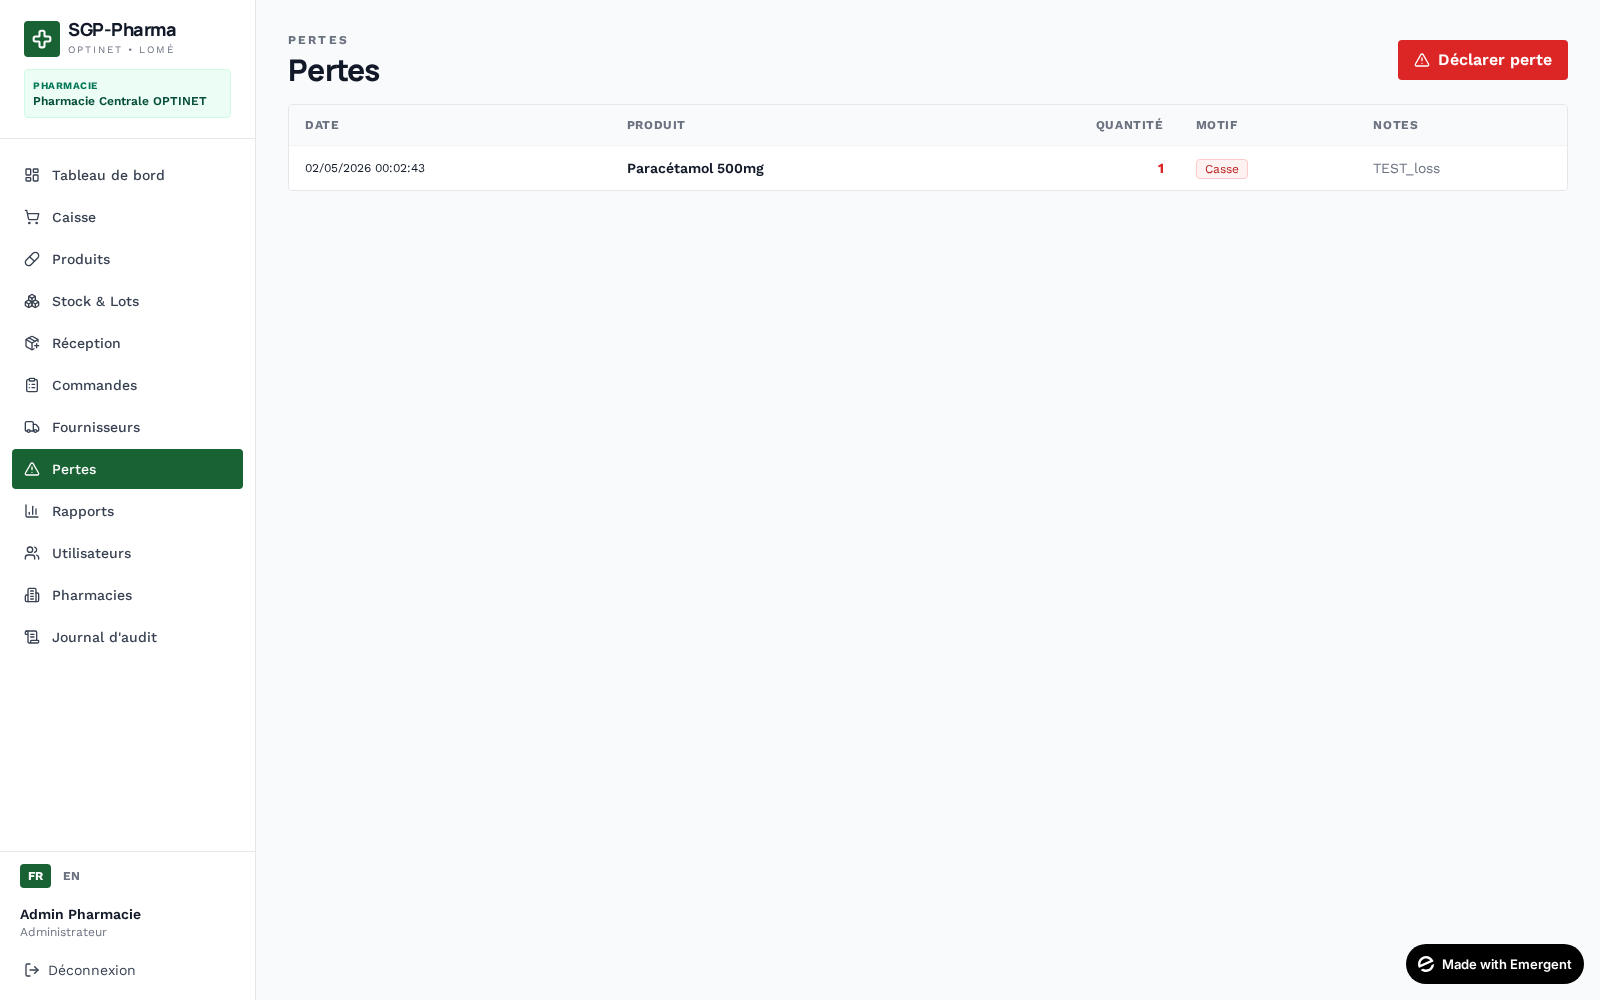 SGP-Pharma
OPTINET • LOMÉ
PHARMACIE
Pharmacie Centrale OPTINET
Tableau de bord
Caisse
Produits
Stock & Lots
Réception
Commandes
Fournisseurs
Pertes
Rapports
Utilisateurs
Pharmacies
Journal d'audit
FR EN
Admin Pharmacie
Administrateur
Déconnexion
PERTES
Pertes
Déclarer perte
DATE PRODUIT QUANTITÉ MOTIF NOTES
02/05/2026 00:02:43 Paracétamol 500mg 1 Casse TEST_loss
Made with Emergent